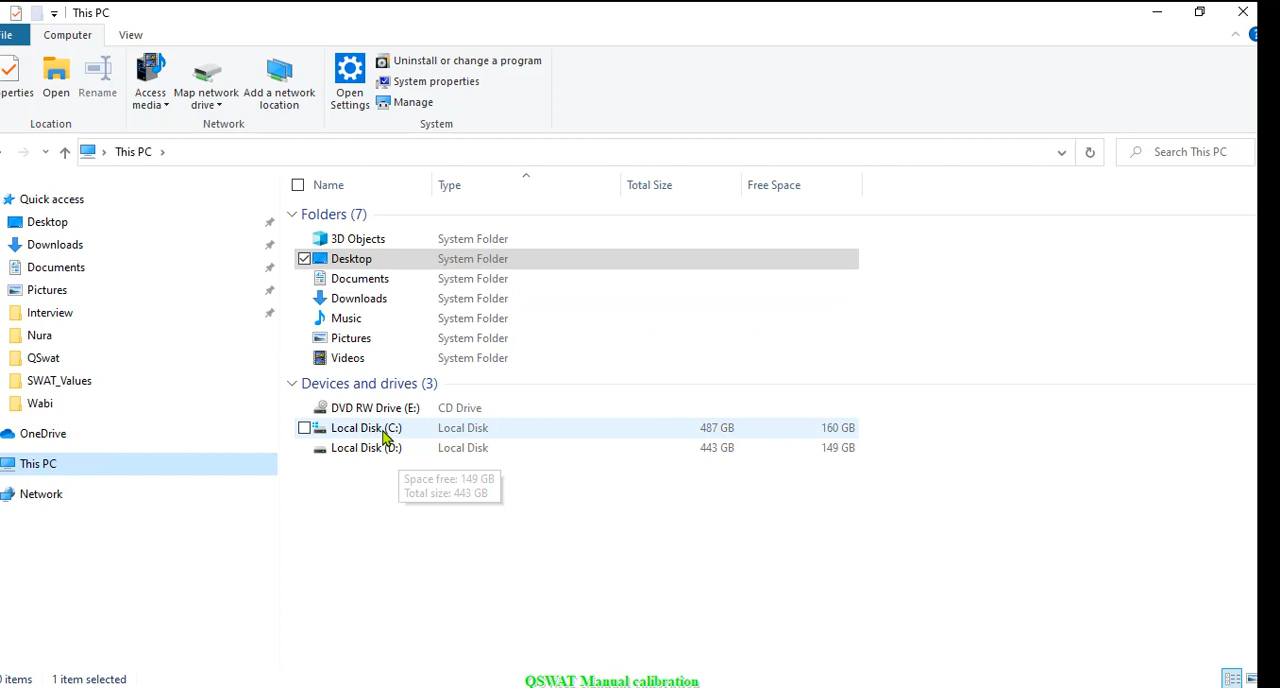 This PC
ile
Computer
View
perties
Open
Rename
Access media
Map network drive
Add a network location
Open Settings
Uninstall or change a program
System properties
Manage
Location
Network
System
This PC
Search This PC
Quick access
Desktop
Downloads
Documents
Pictures
Interview
Nura
QSwat
SWAT_Values
Wabi
OneDrive
This PC
Network
Name Type Total Size Free Space
Folders (7)
3D Objects System Folder
Desktop System Folder
Documents System Folder
Downloads System Folder
Music System Folder
Pictures System Folder
Videos System Folder
Devices and drives (3)
DVD RW Drive (E:) CD Drive
Local Disk (C:) Local Disk 487 GB 160 GB
Local Disk (D:) Local Disk 443 GB 149 GB
Space free: 149 GB
Total size: 443 GB
0 items 1 item selected
QSWAT Manual calibration